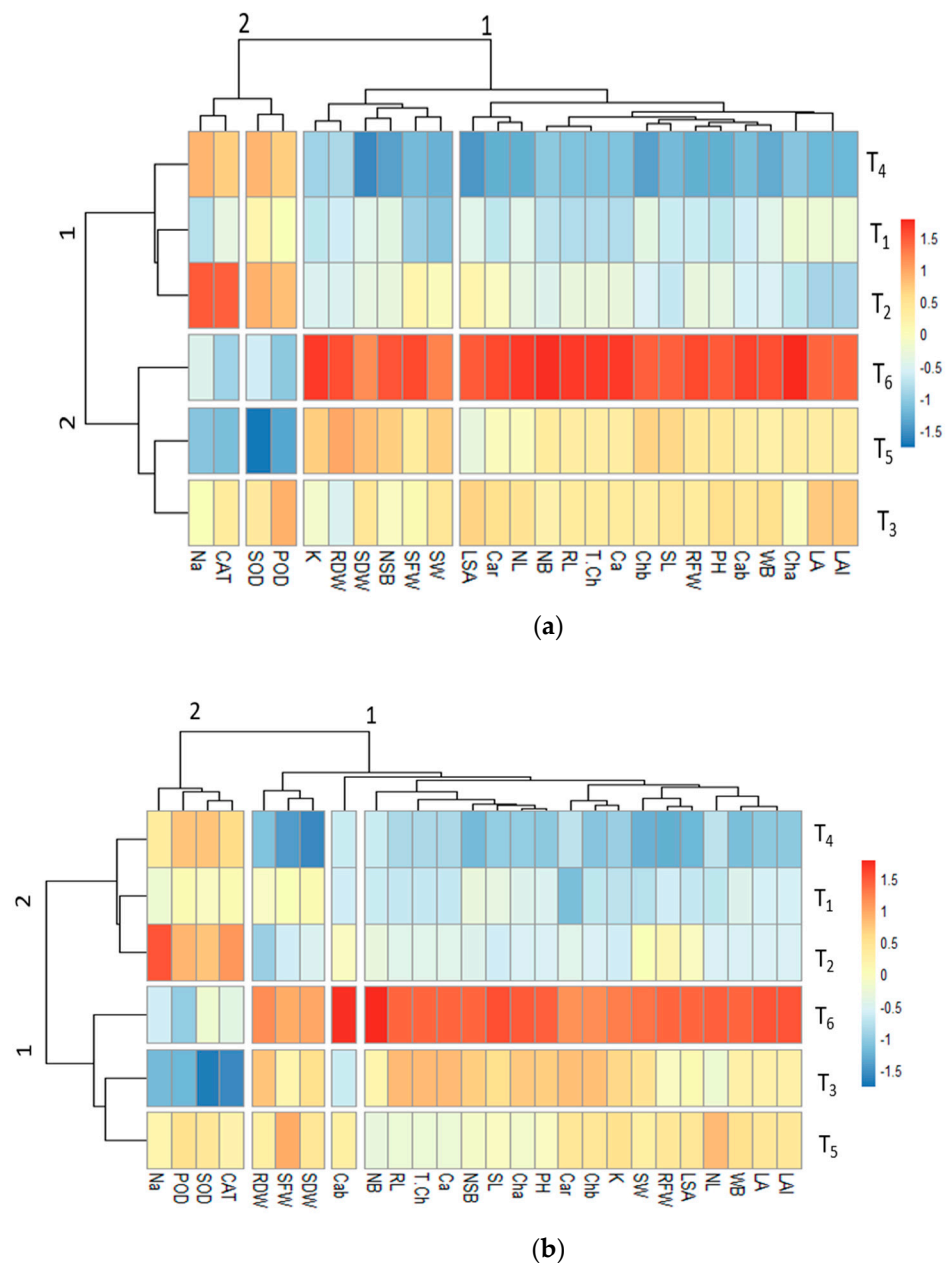 2 1
T4
1
T1
T2
T6
2
T5
T3
1.5
1
0.5
0
-0.5
-1
-1.5
Na CAT SOD POD K RDW SDW NSB SFW SW LSA Car NL NB RL T.Ch Ca Chb SL RFW PH Cab WB Cha LA LAI
(a)
2 1
T4
2
T1
T2
T6
1
T3
T5
1.5
1
0.5
0
-0.5
-1
-1.5
Na POD SOD CAT RDW SFW SDW Cab NB RL T.Ch Ca NSB SL Cha PH Car Chb K SW RFW LSA NL WB LA LAI
(b)